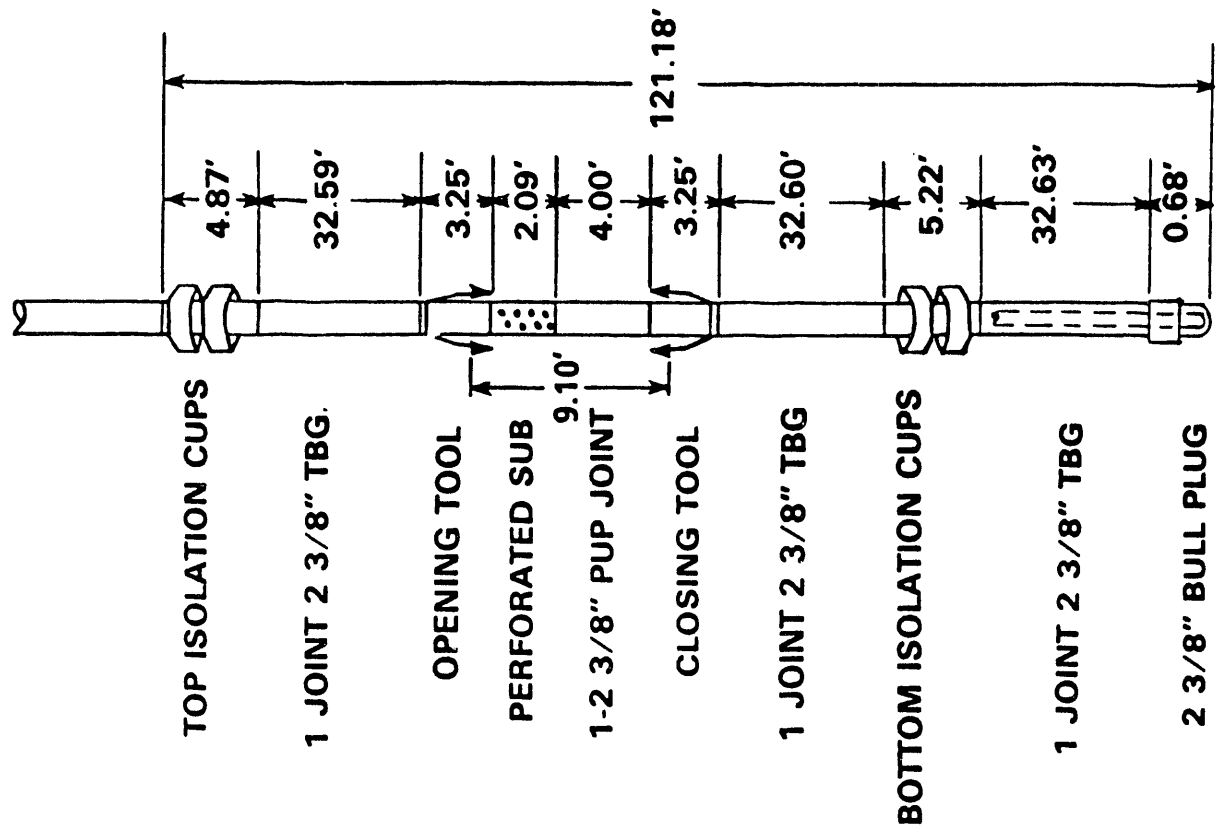 TOP ISOLATION CUPS
4.87'
1 JOINT 2 3/8" TBG.
32.59'
OPENING TOOL
3.25'
PERFORATED SUB
2.09'
9.10'
1-2 3/8" PUP JOINT
4.00'
CLOSING TOOL
3.25'
1 JOINT 2 3/8" TBG
32.60'
BOTTOM ISOLATION CUPS
5.22'
1 JOINT 2 3/8" TBG
32.63'
2 3/8" BULL PLUG
0.68'
121.18'